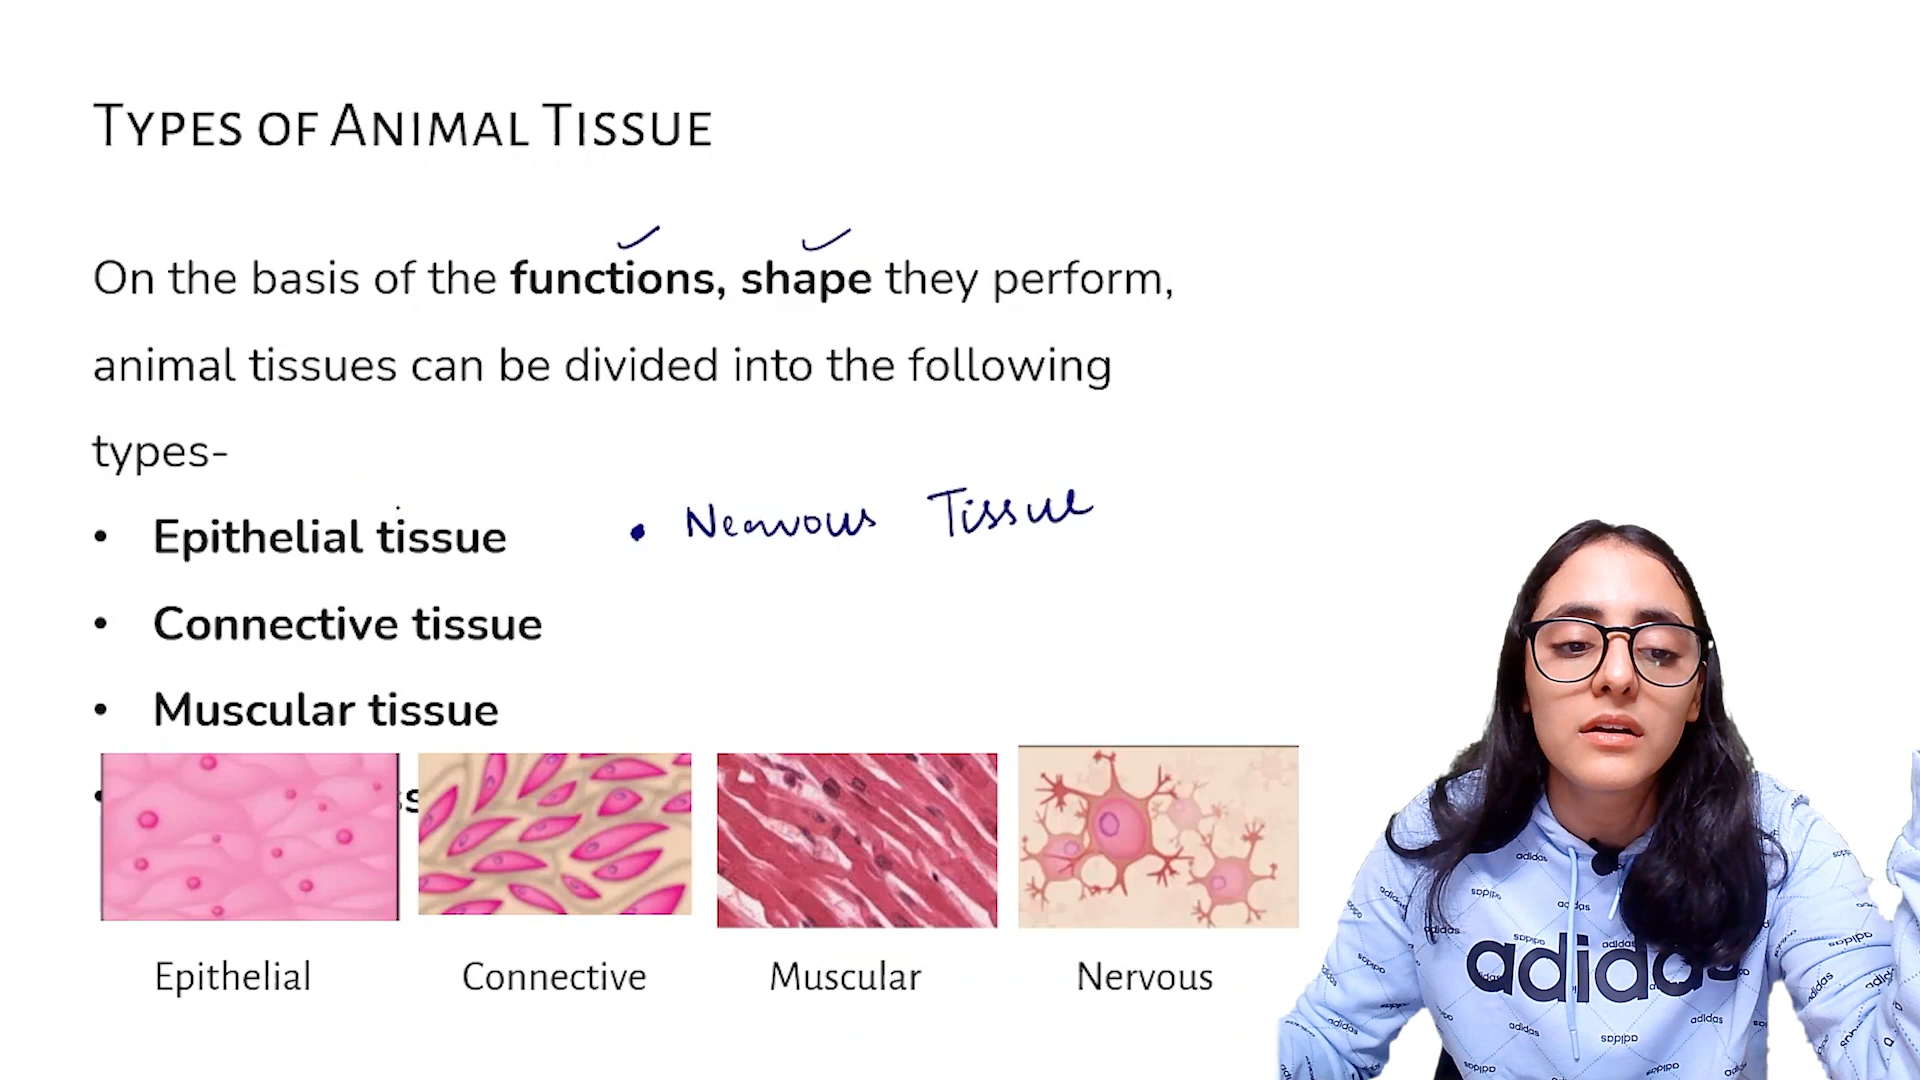 TYPES OF ANIMAL TISSUE
On the basis of the functions, shape they perform,
animal tissues can be divided into the following
types-
• Epithelial tissue
• Nervous Tissue
• Connective tissue
• Muscular tissue
Epithelial Connective Muscular Nervous
adidas